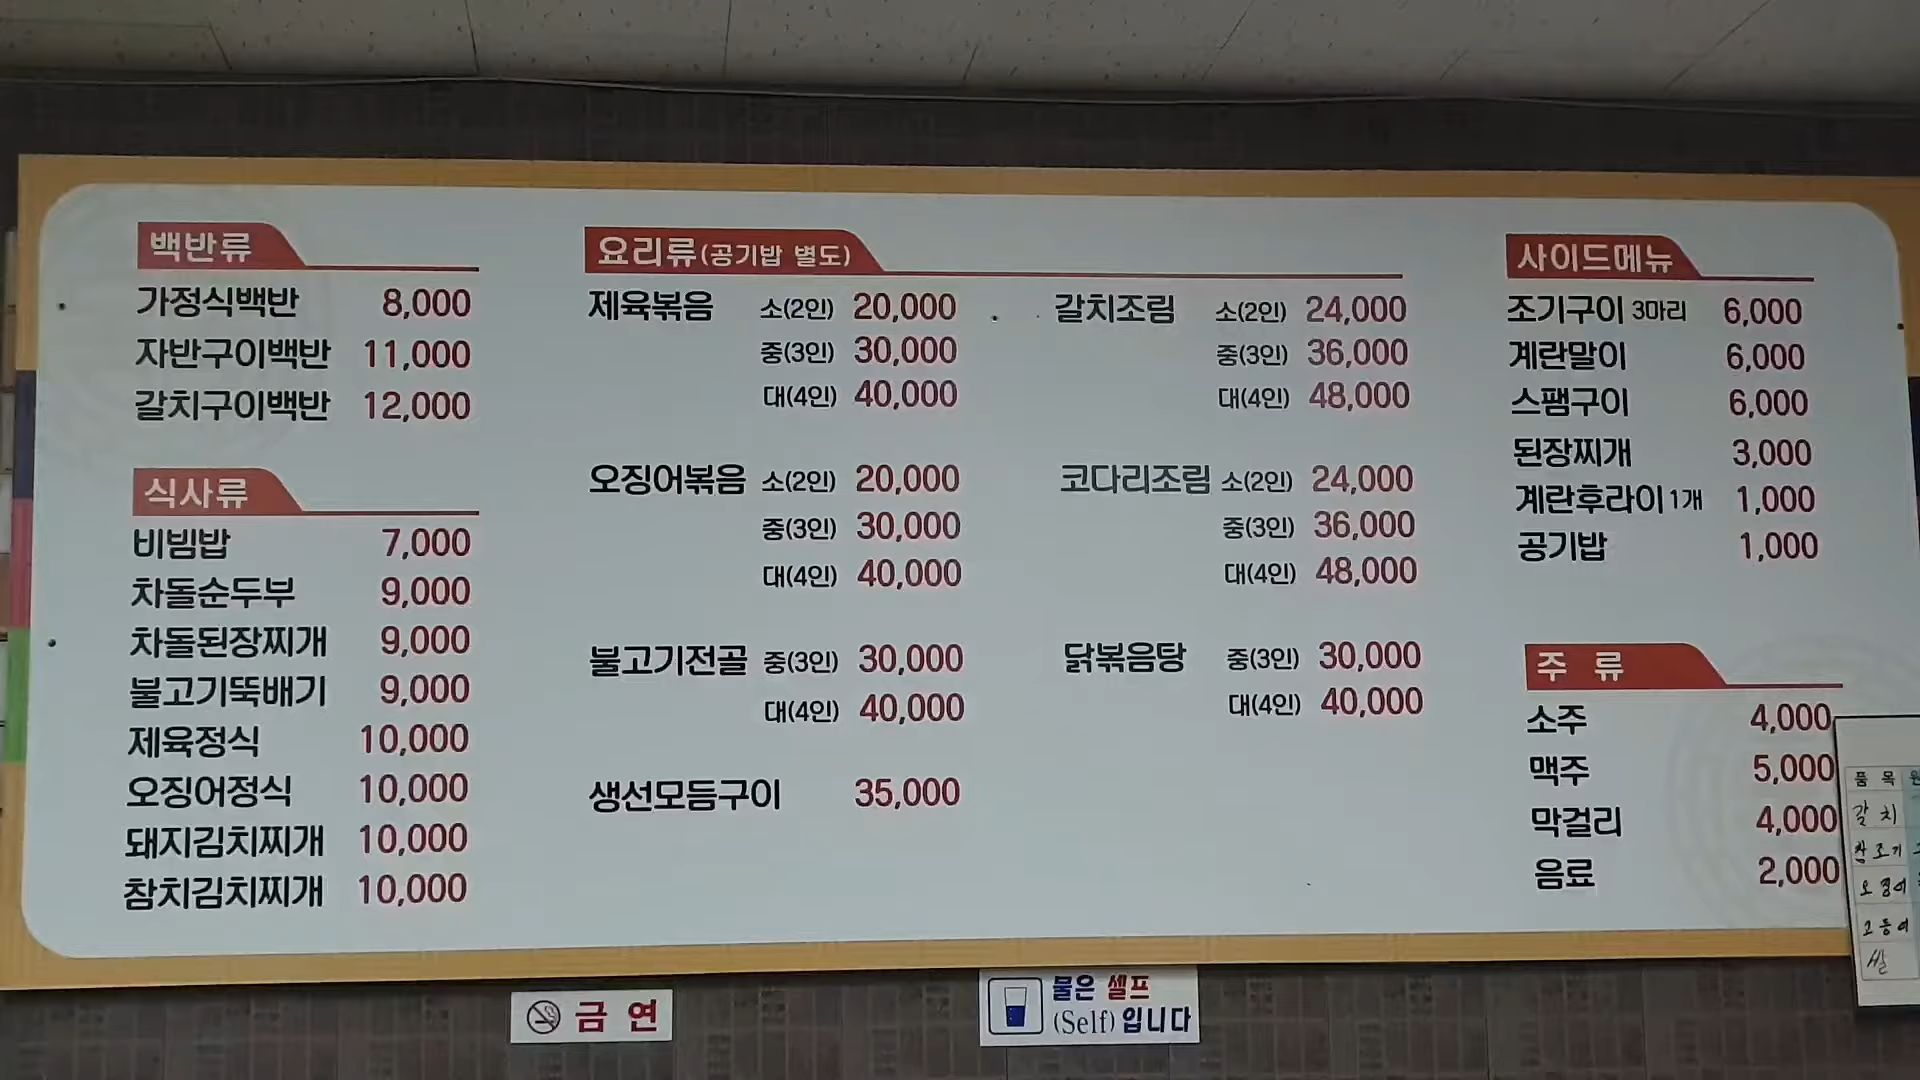 백반류
가정식백반 8,000
자반구이백반 11,000
갈치구이백반 12,000
식사류
비빔밥 7,000
차돌순두부 9,000
차돌된장찌개 9,000
불고기뚝배기 9,000
제육정식 10,000
오징어정식 10,000
돼지김치찌개 10,000
참치김치찌개 10,000
요리류(공기밥 별도)
제육볶음 소(2인) 20,000
중(3인) 30,000
대(4인) 40,000
오징어볶음 소(2인) 20,000
중(3인) 30,000
대(4인) 40,000
불고기전골 중(3인) 30,000
대(4인) 40,000
생선모듬구이 35,000
갈치조림 소(2인) 24,000
중(3인) 36,000
대(4인) 48,000
코다리조림 소(2인) 24,000
중(3인) 36,000
대(4인) 48,000
닭볶음탕 중(3인) 30,000
대(4인) 40,000
사이드메뉴
조기구이 3마리 6,000
계란말이 6,000
스팸구이 6,000
된장찌개 3,000
계란후라이 1개 1,000
공기밥 1,000
주 류
소주 4,000
맥주 5,000
막걸리 4,000
음료 2,000
품 목
갈 치
참조기
오징어
고등어
쌀
금 연
물은 셀프
(Self) 입니다